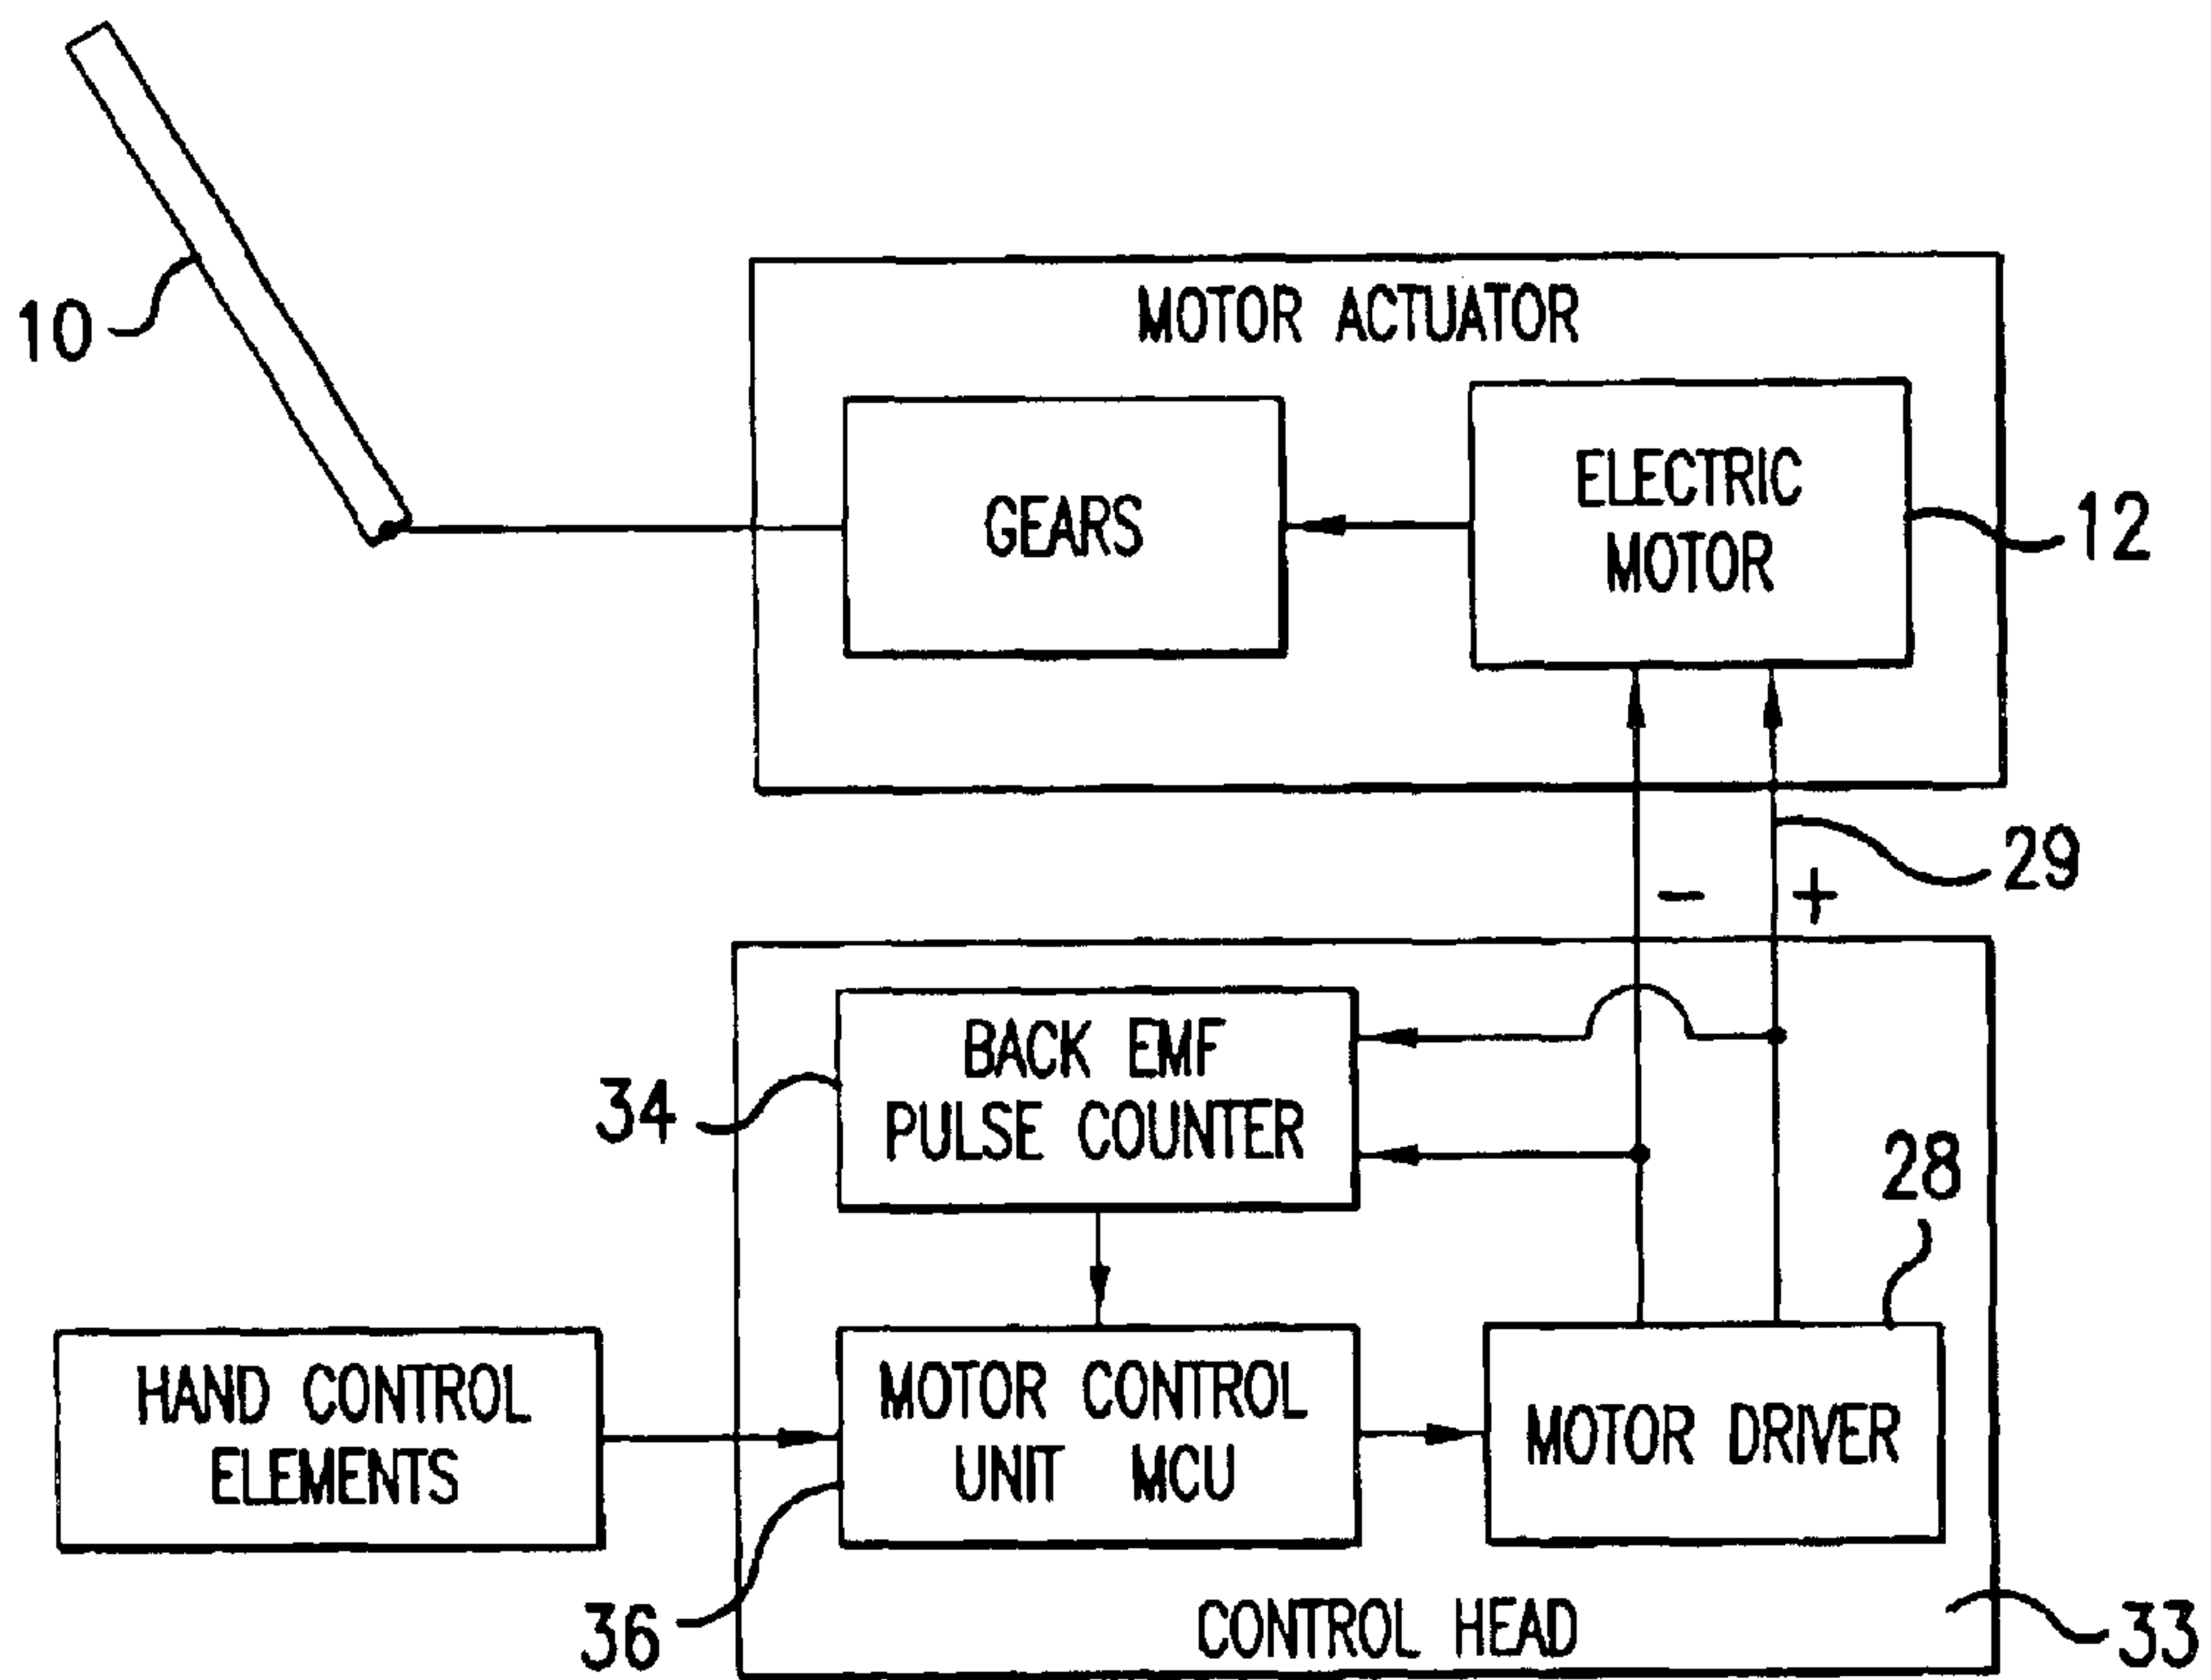 10
MOTOR ACTUATOR
GEARS
ELECTRIC
MOTOR
12
29
- +
BACK EMF
PULSE COUNTER
34
28
HAND CONTROL
ELEMENTS
MOTOR CONTROL
UNIT MCU
MOTOR DRIVER
36
CONTROL HEAD
33